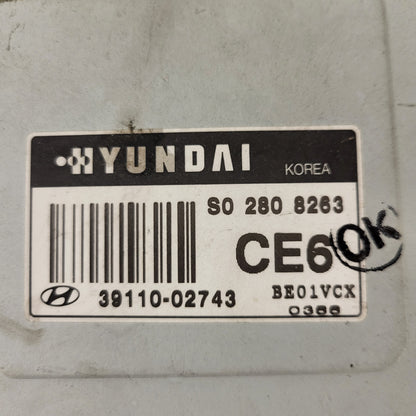 HYUNDAI KOREA
S0 280 8263
CE6 OK
39110-02743 BE01VCX
0366